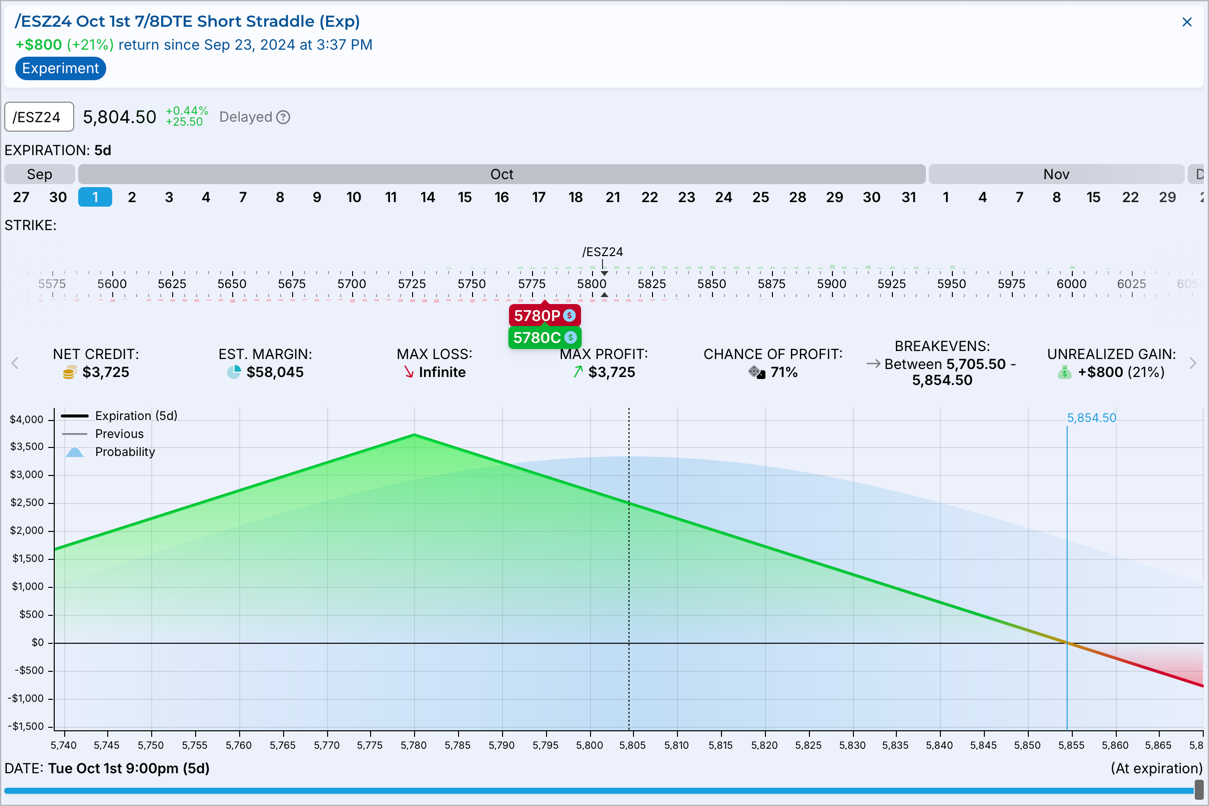 /ESZ24 Oct 1st 7/8DTE Short Straddle (Exp)
+$800 (+21%) return since Sep 23, 2024 at 3:37 PM
Experiment
/ESZ24 5,804.50 +0.44% +25.50 Delayed
EXPIRATION: 5d
Sep Oct Nov
27 30 1 2 3 4 7 8 9 10 11 14 15 16 17 18 21 22 23 24 25 28 29 30 31 1 4 7 8 15 22 29
STRIKE:
/ESZ24
5575 5600 5625 5650 5675 5700 5725 5750 5775 5800 5825 5850 5875 5900 5925 5950 5975 6000 6025
5780P
5780C
NET CREDIT: $3,725
EST. MARGIN: $58,045
MAX LOSS: Infinite
MAX PROFIT: $3,725
CHANCE OF PROFIT: 71%
BREAKEVENS:
Between 5,705.50 -
5,854.50
UNREALIZED GAIN: +$800 (21%)
5,854.50
Expiration (5d)
Previous
Probability
$4,000
$3,500
$3,000
$2,500
$2,000
$1,500
$1,000
$500
$0
-$500
-$1,000
-$1,500
5,740 5,745 5,750 5,755 5,760 5,765 5,770 5,775 5,780 5,785 5,790 5,795 5,800 5,805 5,810 5,815 5,820 5,825 5,830 5,835 5,840 5,845 5,850 5,855 5,860 5,865
DATE: Tue Oct 1st 9:00pm (5d) (At expiration)